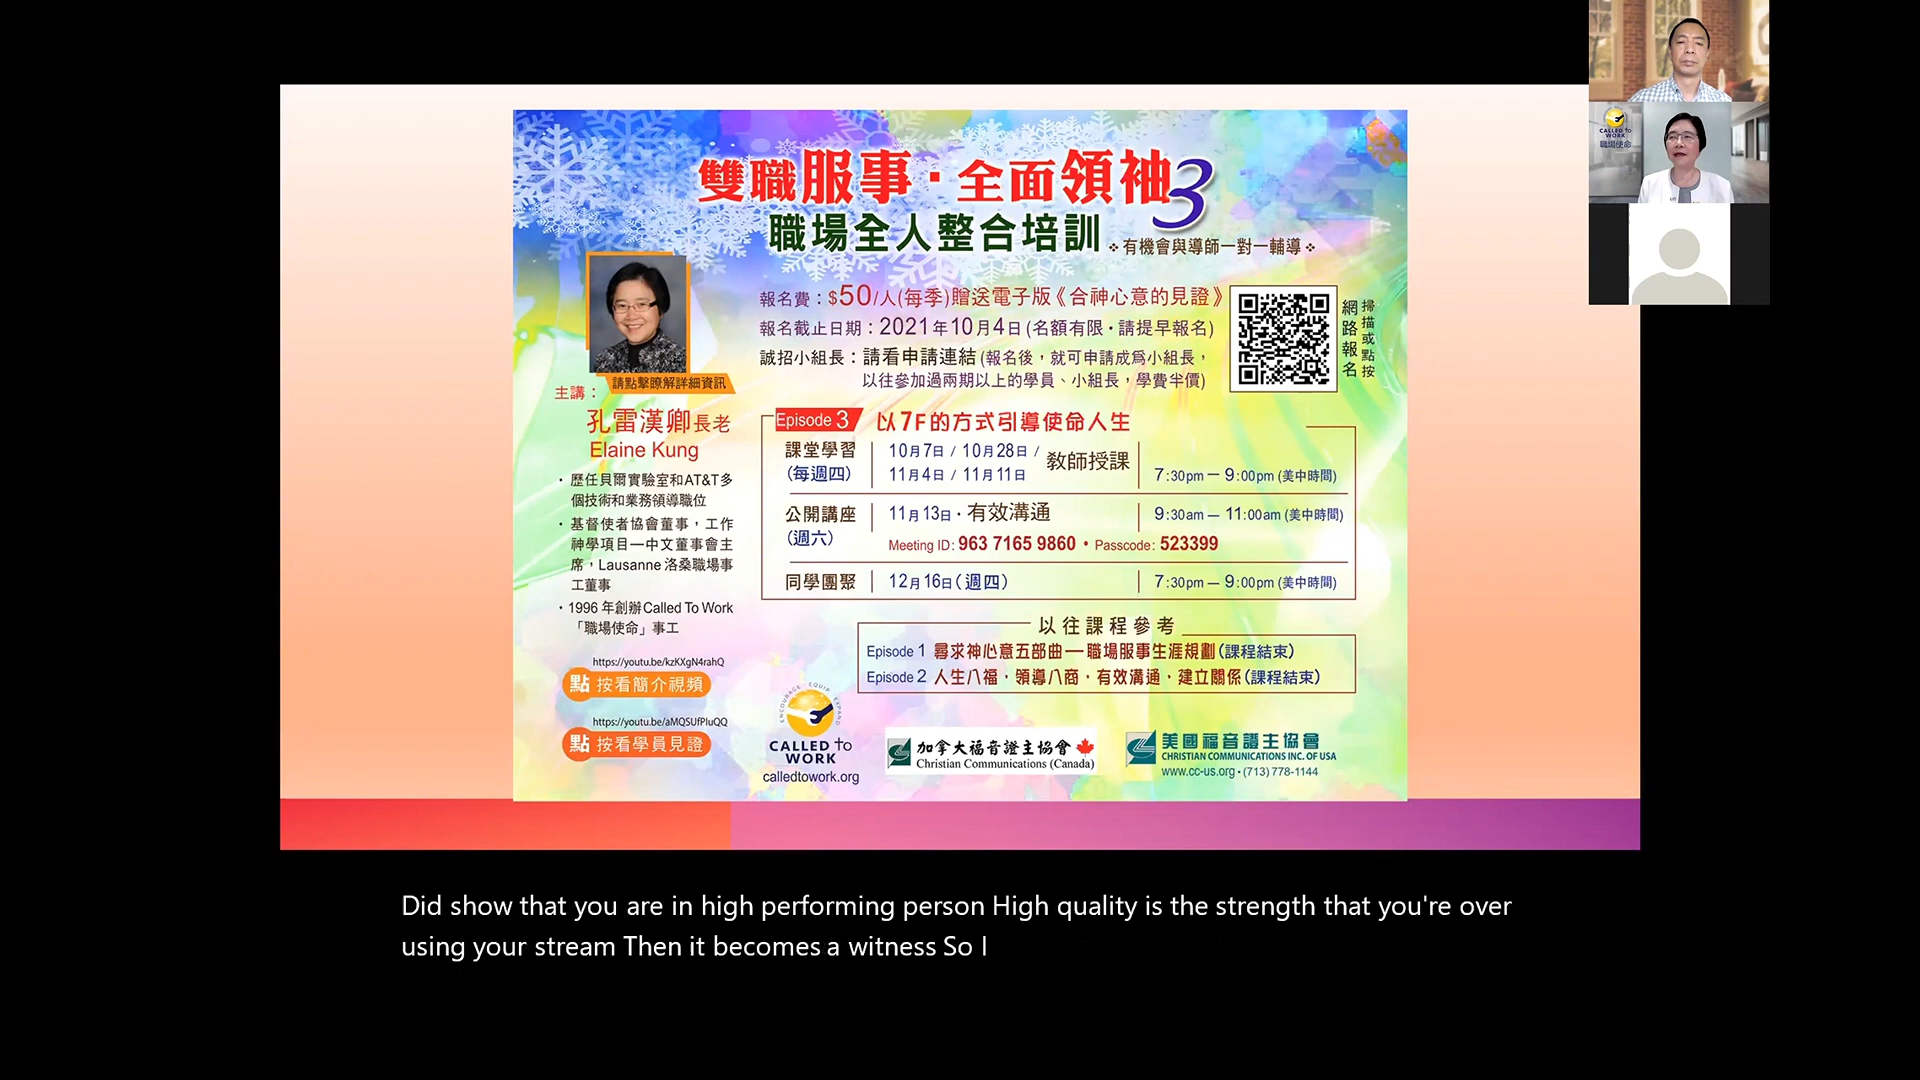 雙職服事·全面領袖3
職場全人整合培訓 ❖有機會與導師一對一輔導❖
報名費：$50/人(每季)贈送電子版《合神心意的見證》
報名截止日期：2021年10月4日(名額有限·請提早報名)
誠招小組長：請看申請連結(報名後，就可申請成為小組長，
以往參加過兩期以上的學員、小組長，學費半價)
掃描或點按
網路報名
請點擊瞭解詳細資訊
主講：
孔雷漢卿長老
Elaine Kung
· 歷任貝爾實驗室和AT&T多
個技術和業務領導職位
· 基督使者協會董事，工作
神學項目—中文董事會主
席，Lausanne 洛桑職場事
工董事
· 1996 年創辦Called To Work
「職場使命」事工
https://youtu.be/kzKXgN4rahQ
點 按看簡介視頻
https://youtu.be/aMQSUfPluQQ
點 按看學員見證
Episode 3 以7F的方式引導使命人生
課堂學習 10月7日 / 10月28日 /
(每週四) 11月4日 / 11月11日 教師授課 7:30pm — 9:00pm (美中時間)
公開講座 11月13日·有效溝通 9:30am — 11:00am (美中時間)
(週六) Meeting ID: 963 7165 9860 • Passcode: 523399
同學團聚 12月16日(週四) 7:30pm — 9:00pm (美中時間)
以往課程參考
Episode 1 尋求神心意五部曲—職場服事生涯規劃(課程結束)
Episode 2 人生八福，領導八商，有效溝通，建立關係(課程結束)
ENCOURAGE EQUIP EXPAND
CALLED To
WORK
calledtowork.org
加拿大福音證主協會
Christian Communications (Canada)
美國福音證主協會
CHRISTIAN COMMUNICATIONS INC. OF USA
www.cc-us.org • (713) 778-1144
CALLED To
WORK
職場使命
Did show that you are in high performing person High quality is the strength that you're over
using your stream Then it becomes a witness So I